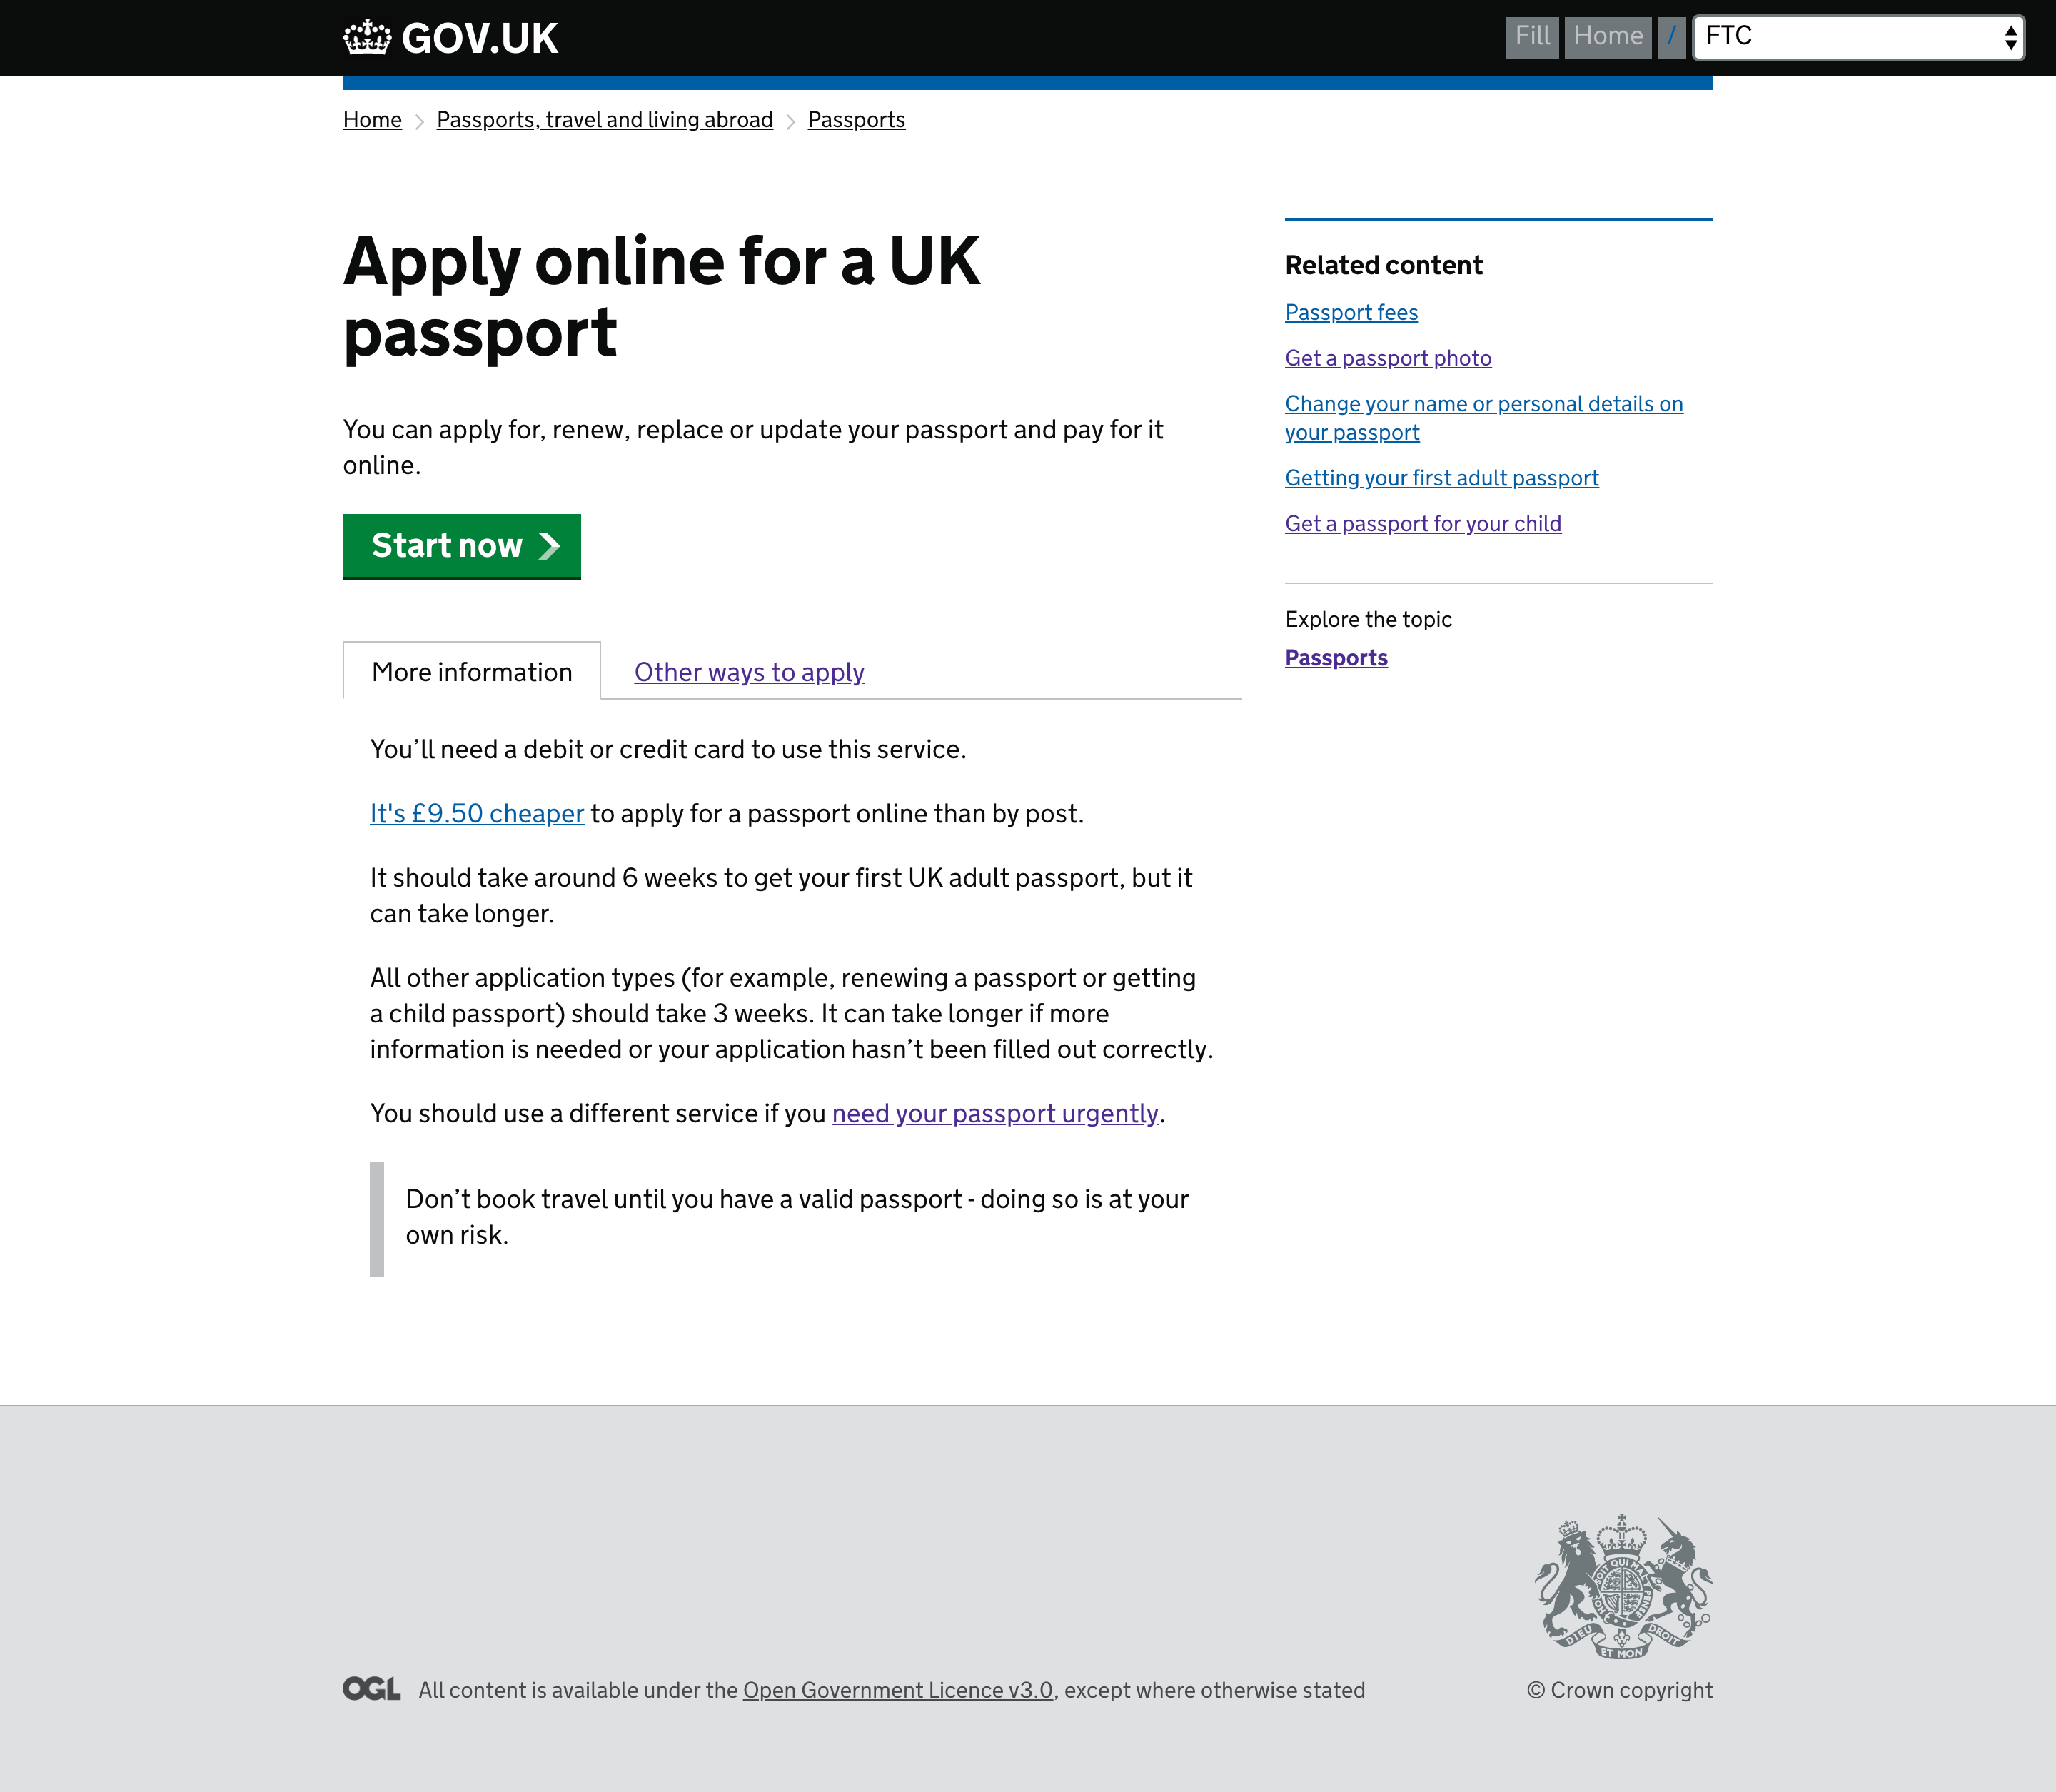 GOV.UK
Fill Home / FTC
Home Passports, travel and living abroad Passports
Apply online for a UK
passport
You can apply for, renew, replace or update your passport and pay for it
online.
Start now
More information Other ways to apply
You’ll need a debit or credit card to use this service.
It's £9.50 cheaper to apply for a passport online than by post.
It should take around 6 weeks to get your first UK adult passport, but it
can take longer.
All other application types (for example, renewing a passport or getting
a child passport) should take 3 weeks. It can take longer if more
information is needed or your application hasn’t been filled out correctly.
You should use a different service if you need your passport urgently.
Don’t book travel until you have a valid passport - doing so is at your
own risk.
Related content
Passport fees
Get a passport photo
Change your name or personal details on
your passport
Getting your first adult passport
Get a passport for your child
Explore the topic
Passports
DIEU ET MON DROIT
OGL All content is available under the Open Government Licence v3.0, except where otherwise stated
© Crown copyright